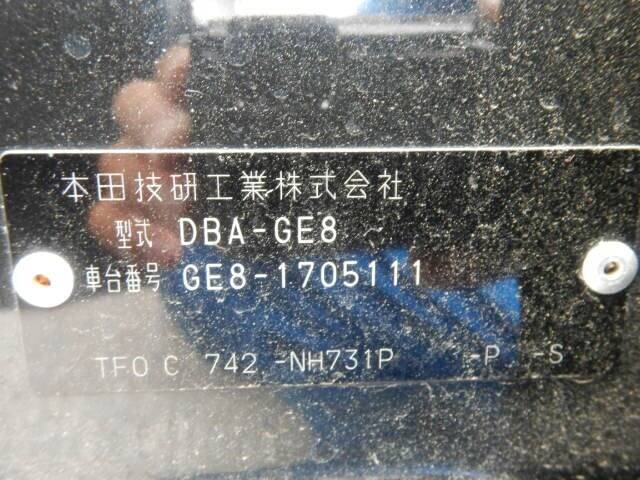 本田技研工業株式会社
型式 DBA-GE8
車台番号 GE8-1705111
TF0 C 742 -NH731P -P -S